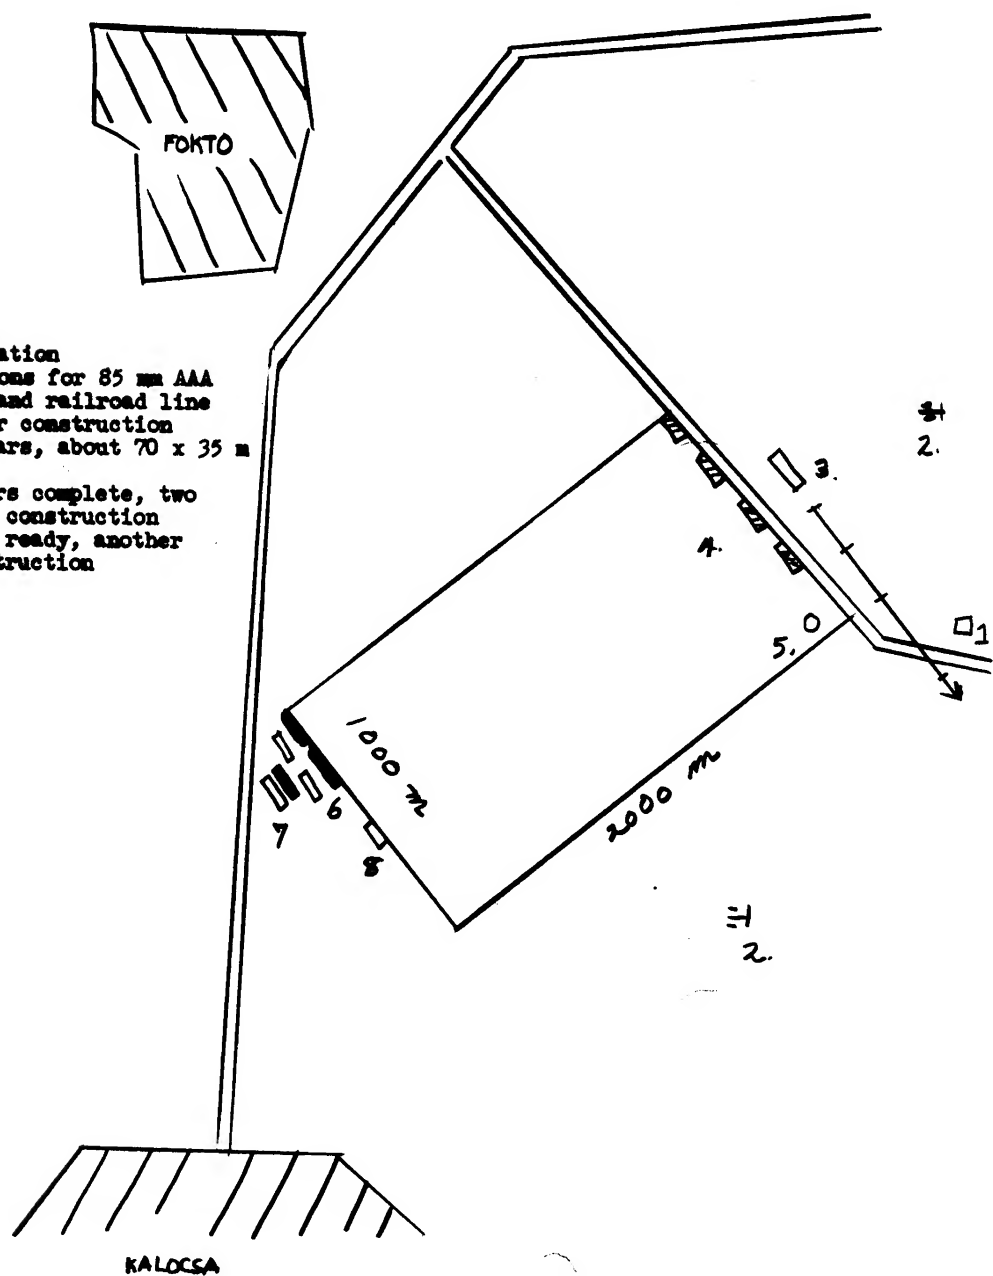 FOKTO
ation
ons for 85 mm AAA
and railroad line
r construction
ars, about 70 x 35 m
rs complete, two
construction
ready, another
truction
2.
3.
4.
1
5.
1000 m
6
7
8
2000 m
2.
KALOCSA